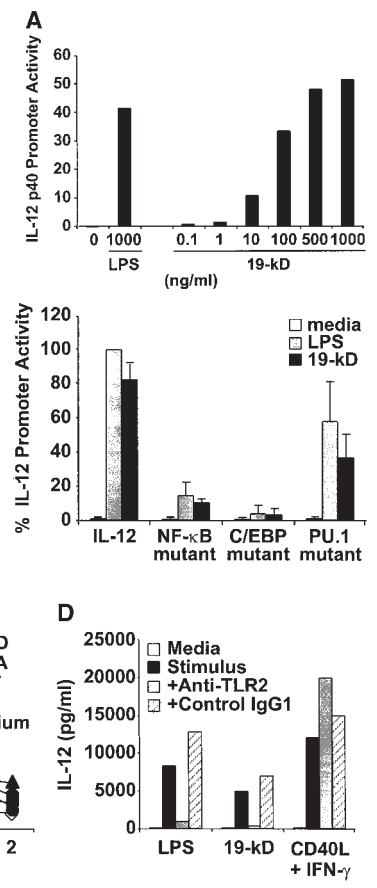 A
IL-12 p40 Promoter Activity
60
50
40
30
20
10
0
0 1000 0.1 1 10 100 500 1000
LPS 19-kD
(ng/ml)
% IL-12 Promoter Activity
120
100
80
60
40
20
0
media
LPS
19-kD
IL-12 NF-κB mutant C/EBP mutant PU.1 mutant
D
IL-12 (pg/ml)
25000
20000
15000
10000
5000
0
Media
Stimulus
+Anti-TLR2
+Control IgG1
LPS 19-kD CD40L
+ IFN-γ
D
A
ium
2